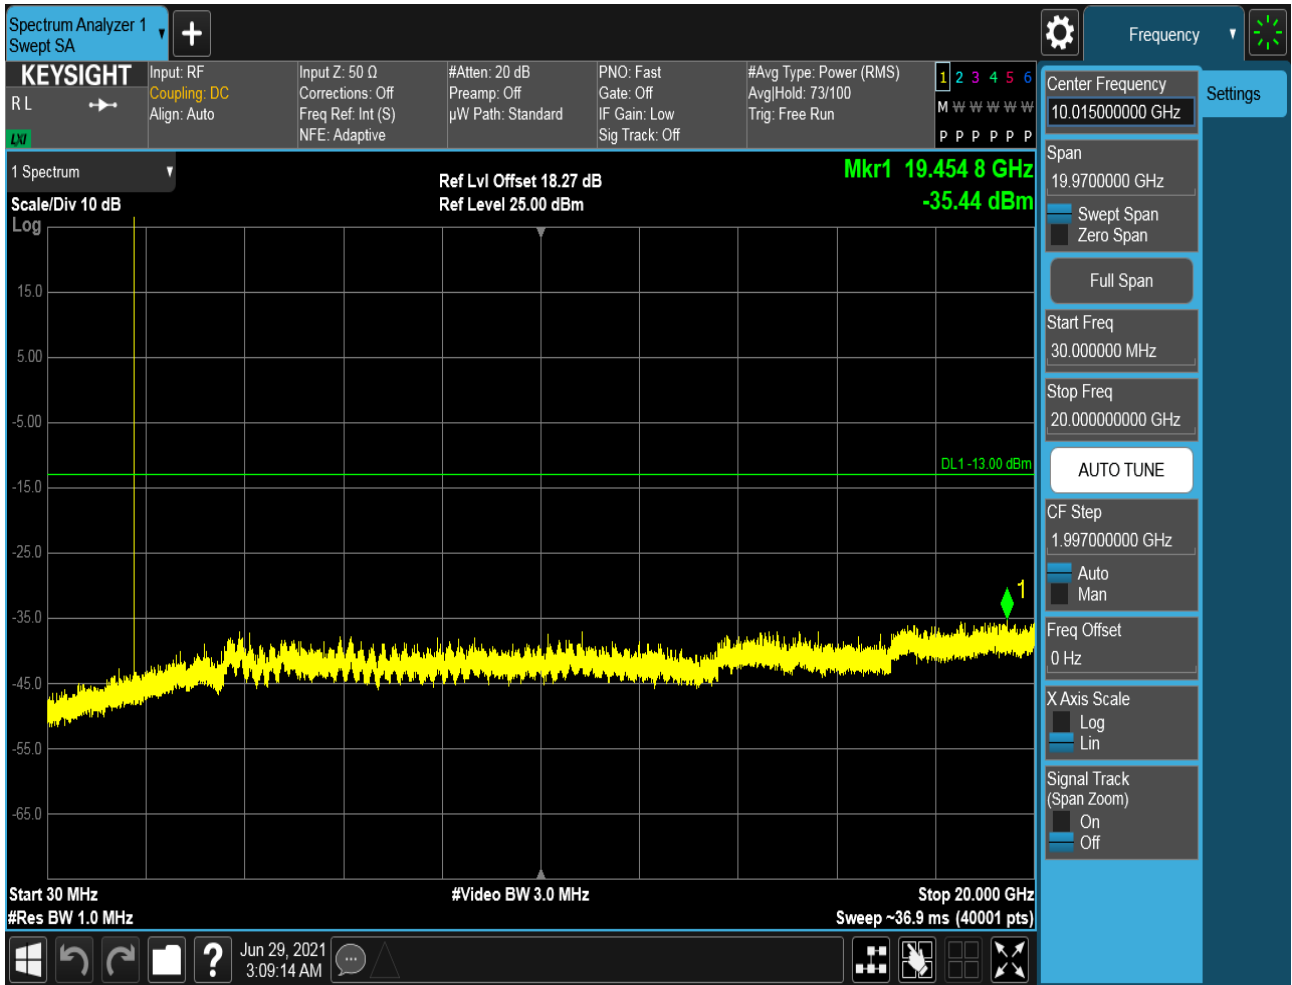 Spectrum Analyzer 1
Swept SA
Frequency
KEYSIGHT
R L
LXI
Input: RF
Coupling: DC
Align: Auto
Input Z: 50 Ω
Corrections: Off
Freq Ref: Int (S)
NFE: Adaptive
#Atten: 20 dB
Preamp: Off
µW Path: Standard
PNO: Fast
Gate: Off
IF Gain: Low
Sig Track: Off
#Avg Type: Power (RMS)
Avg|Hold: 73/100
Trig: Free Run
1 2 3 4 5 6
M W W W W W
P P P P P P
1 Spectrum
Scale/Div 10 dB
Log
Ref Lvl Offset 18.27 dB
Ref Level 25.00 dBm
Mkr1 19.454 8 GHz
-35.44 dBm
15.0
5.00
-5.00
-15.0
-25.0
-35.0
-45.0
-55.0
-65.0
DL1 -13.00 dBm
1
Start 30 MHz
#Res BW 1.0 MHz
#Video BW 3.0 MHz
Stop 20.000 GHz
Sweep ~36.9 ms (40001 pts)
Center Frequency
10.015000000 GHz
Settings
Span
19.9700000 GHz
Swept Span
Zero Span
Full Span
Start Freq
30.000000 MHz
Stop Freq
20.000000000 GHz
AUTO TUNE
CF Step
1.997000000 GHz
Auto
Man
Freq Offset
0 Hz
X Axis Scale
Log
Lin
Signal Track
(Span Zoom)
On
Off
?
Jun 29, 2021
3:09:14 AM